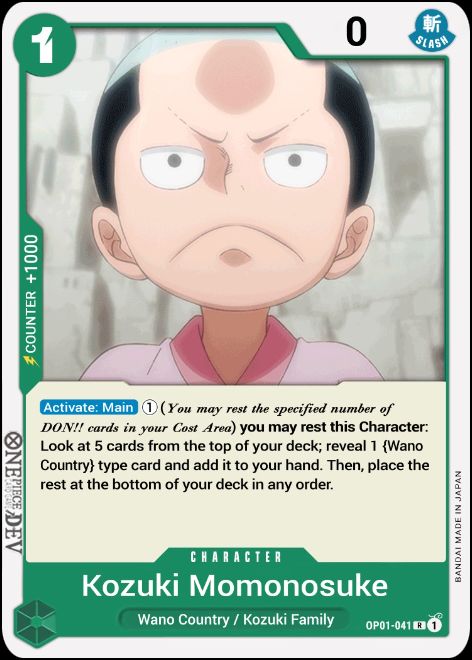 1
0
斬
SLASH
COUNTER +1000
Activate: Main ① (You may rest the specified number of
DON!! cards in your Cost Area) you may rest this Character:
Look at 5 cards from the top of your deck; reveal 1 {Wano
Country} type card and add it to your hand. Then, place the
rest at the bottom of your deck in any order.
ONE PIECE
CARD GAME DEV
BANDAI MADE IN JAPAN
CHARACTER
Kozuki Momonosuke
Wano Country / Kozuki Family
OP01-041 R 1